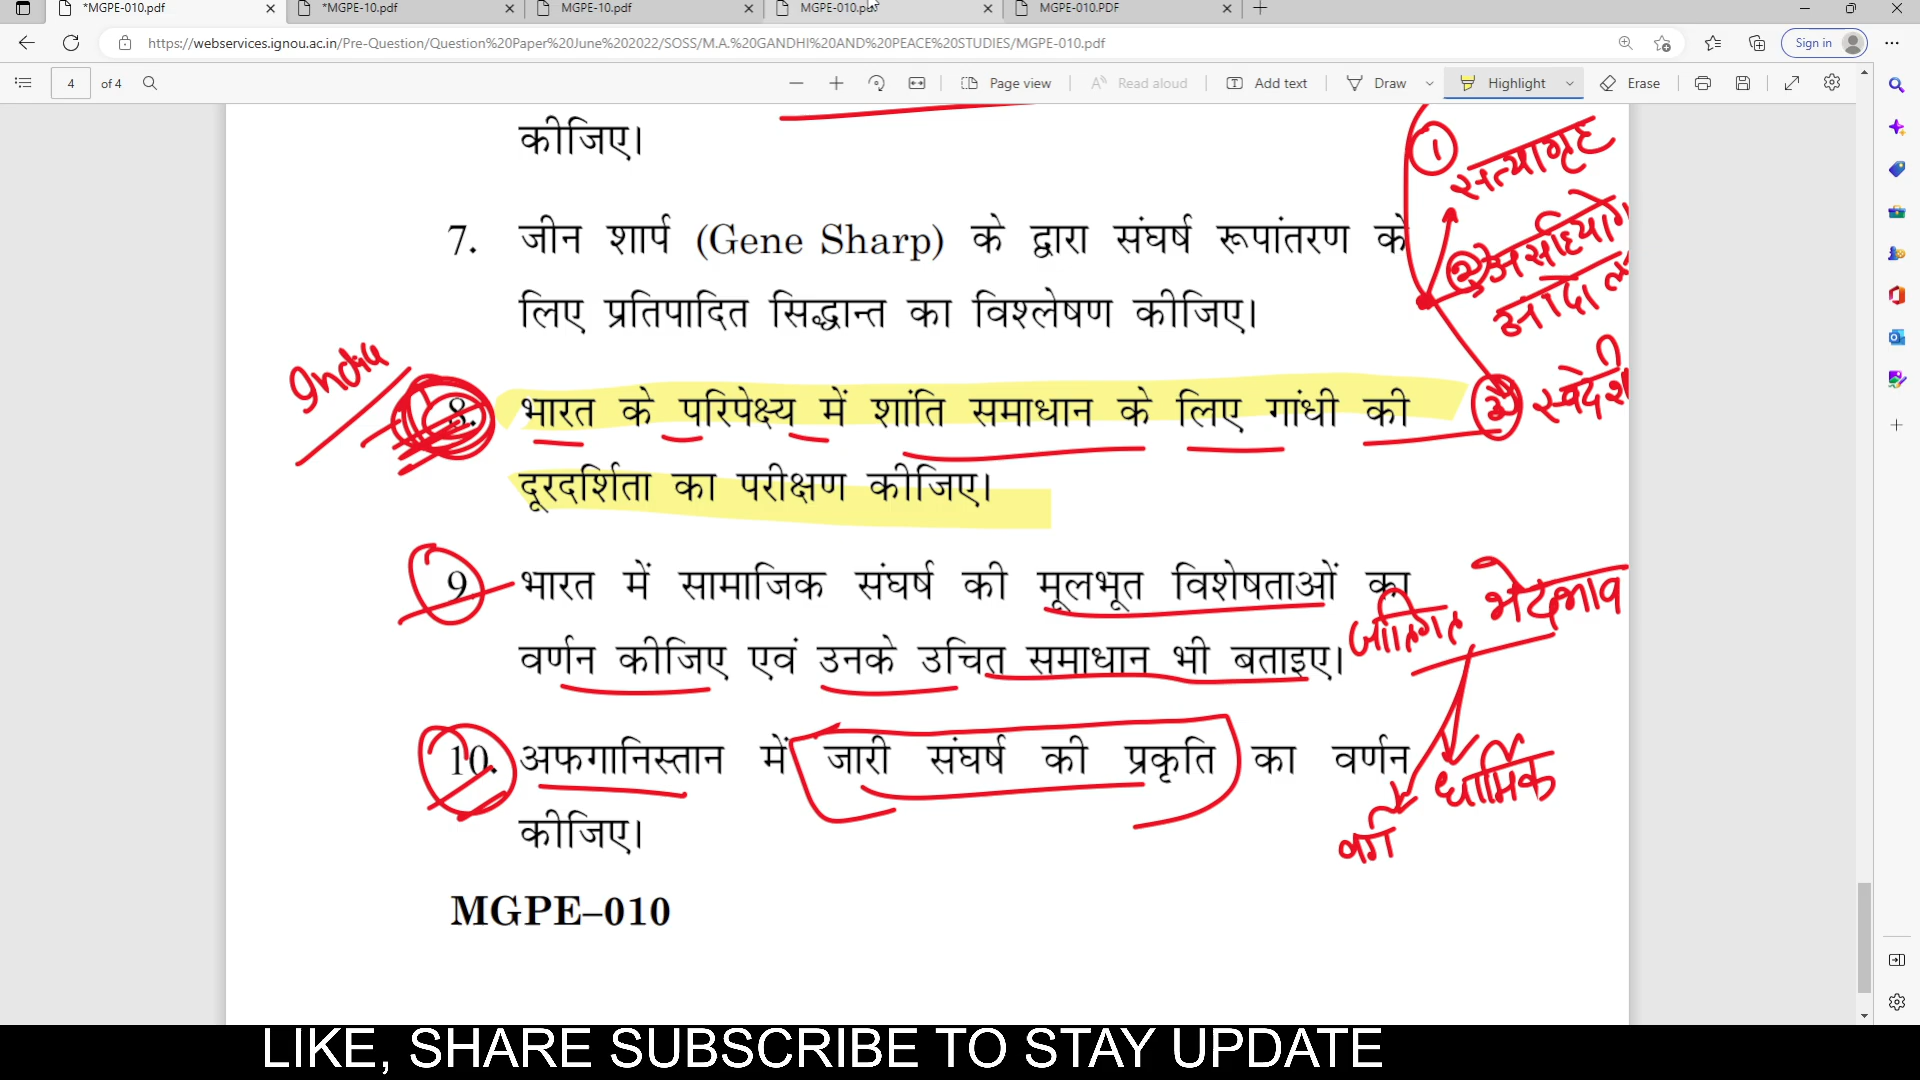 *MGPE-010.pdf
*MGPE-10.pdf
MGPE-10.pdf
MGPE-010.pdf
MGPE-010.PDF
https://webservices.ignou.ac.in/Pre-Question/Question%20Paper%20June%202022/SOSS/M.A.%20GANDHI%20AND%20PEACE%20STUDIES/MGPE-010.pdf
Sign in
4 of 4
Page view
Read aloud
Add text
Draw
Highlight
Erase
कीजिए।
① सत्याग्रह
7. जीन शार्प (Gene Sharp) के द्वारा संघर्ष रूपांतरण के
लिए प्रतिपादित सिद्धान्त का विश्लेषण कीजिए।
India
8. भारत के परिपेक्ष्य में शांति समाधान के लिए गांधी की
दूरदर्शिता का परीक्षण कीजिए।
9. भारत में सामाजिक संघर्ष की मूलभूत विशेषताओं का
जातिगत भेदभाव
वर्णन कीजिए एवं उनके उचित समाधान भी बताइए।
10. अफगानिस्तान में जारी संघर्ष की प्रकृति का वर्णन
धार्मिक
कीजिए।
वर्ग
MGPE–010
LIKE, SHARE SUBSCRIBE TO STAY UPDATE